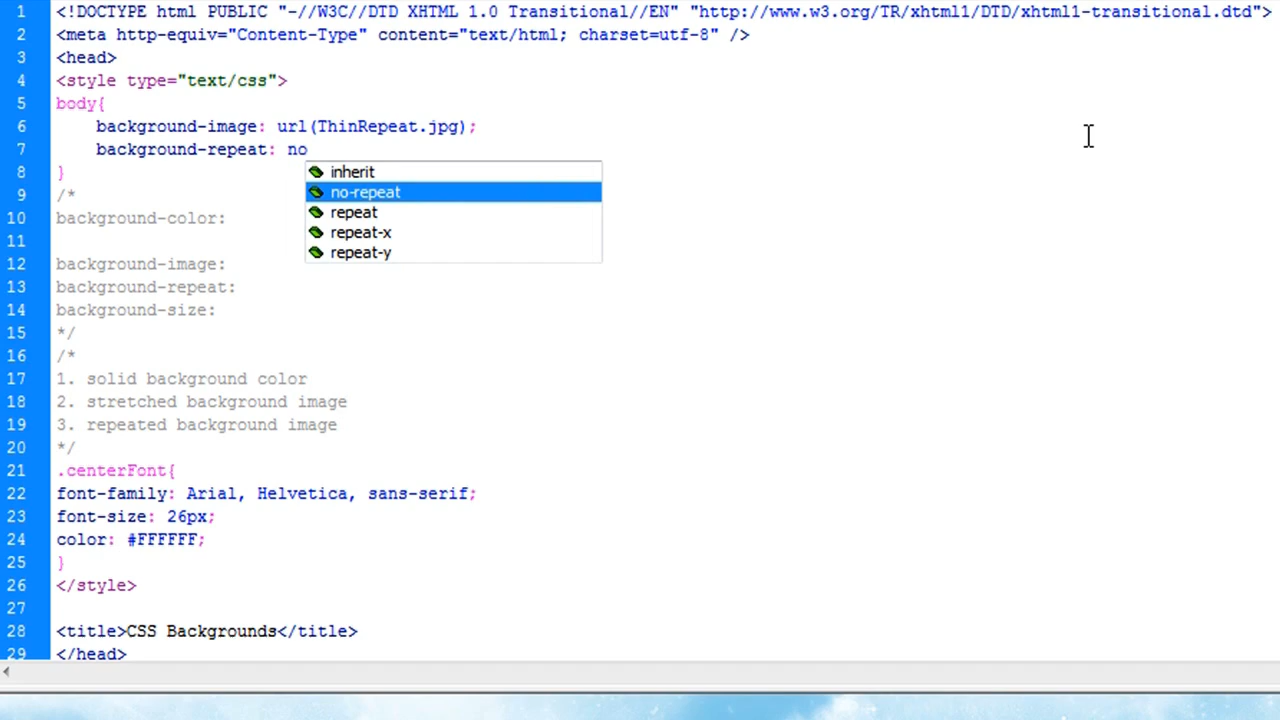 1 <!DOCTYPE html PUBLIC "-//W3C//DTD XHTML 1.0 Transitional//EN" "http://www.w3.org/TR/xhtml1/DTD/xhtml1-transitional.dtd">
2 <meta http-equiv="Content-Type" content="text/html; charset=utf-8" />
3 <head>
4 <style type="text/css">
5 body{
6     background-image: url(ThinRepeat.jpg);
7     background-repeat: no
8 }
inherit
9 /*
no-repeat
10 background-color:
repeat
11
repeat-x
repeat-y
12 background-image:
13 background-repeat:
14 background-size:
15 */
16 /*
17 1. solid background color
18 2. stretched background image
19 3. repeated background image
20 */
21 .centerFont{
22 font-family: Arial, Helvetica, sans-serif;
23 font-size: 26px;
24 color: #FFFFFF;
25 }
26 </style>
27
28 <title>CSS Backgrounds</title>
29 </head>